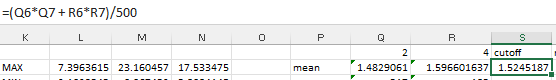 =(Q6*Q7 + R6*R7)/500
K L M N O P Q R S
2 4 cutoff
MAX 7.3963615 23.160457 17.533475 mean 1.4829061 1.596601637 1.5245187